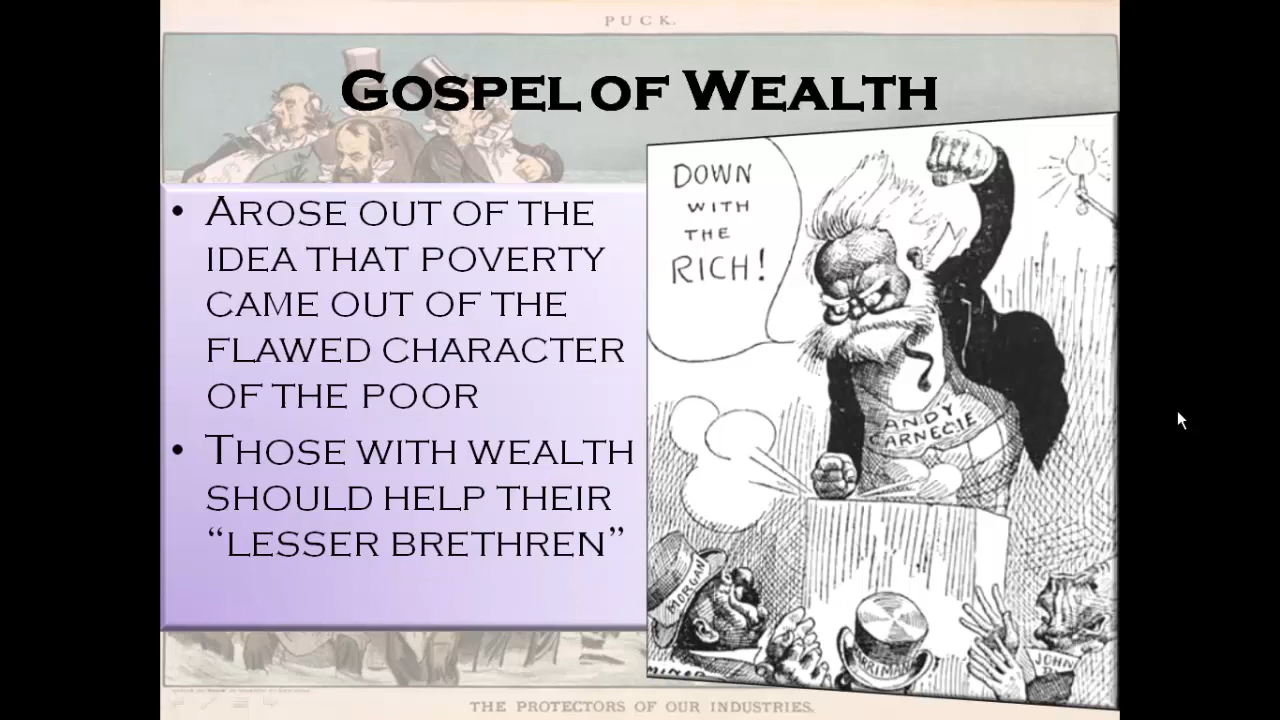 PUCK.
GOSPEL OF WEALTH
• AROSE OUT OF THE
IDEA THAT POVERTY
CAME OUT OF THE
FLAWED CHARACTER
OF THE POOR
• THOSE WITH WEALTH
SHOULD HELP THEIR
“LESSER BRETHREN”
DOWN
WITH
THE
RICH!
ANDY
CARNEGIE
MORGAN
RRIMAN
JOHN
MINOR
THE PROTECTORS OF OUR INDUSTRIES.